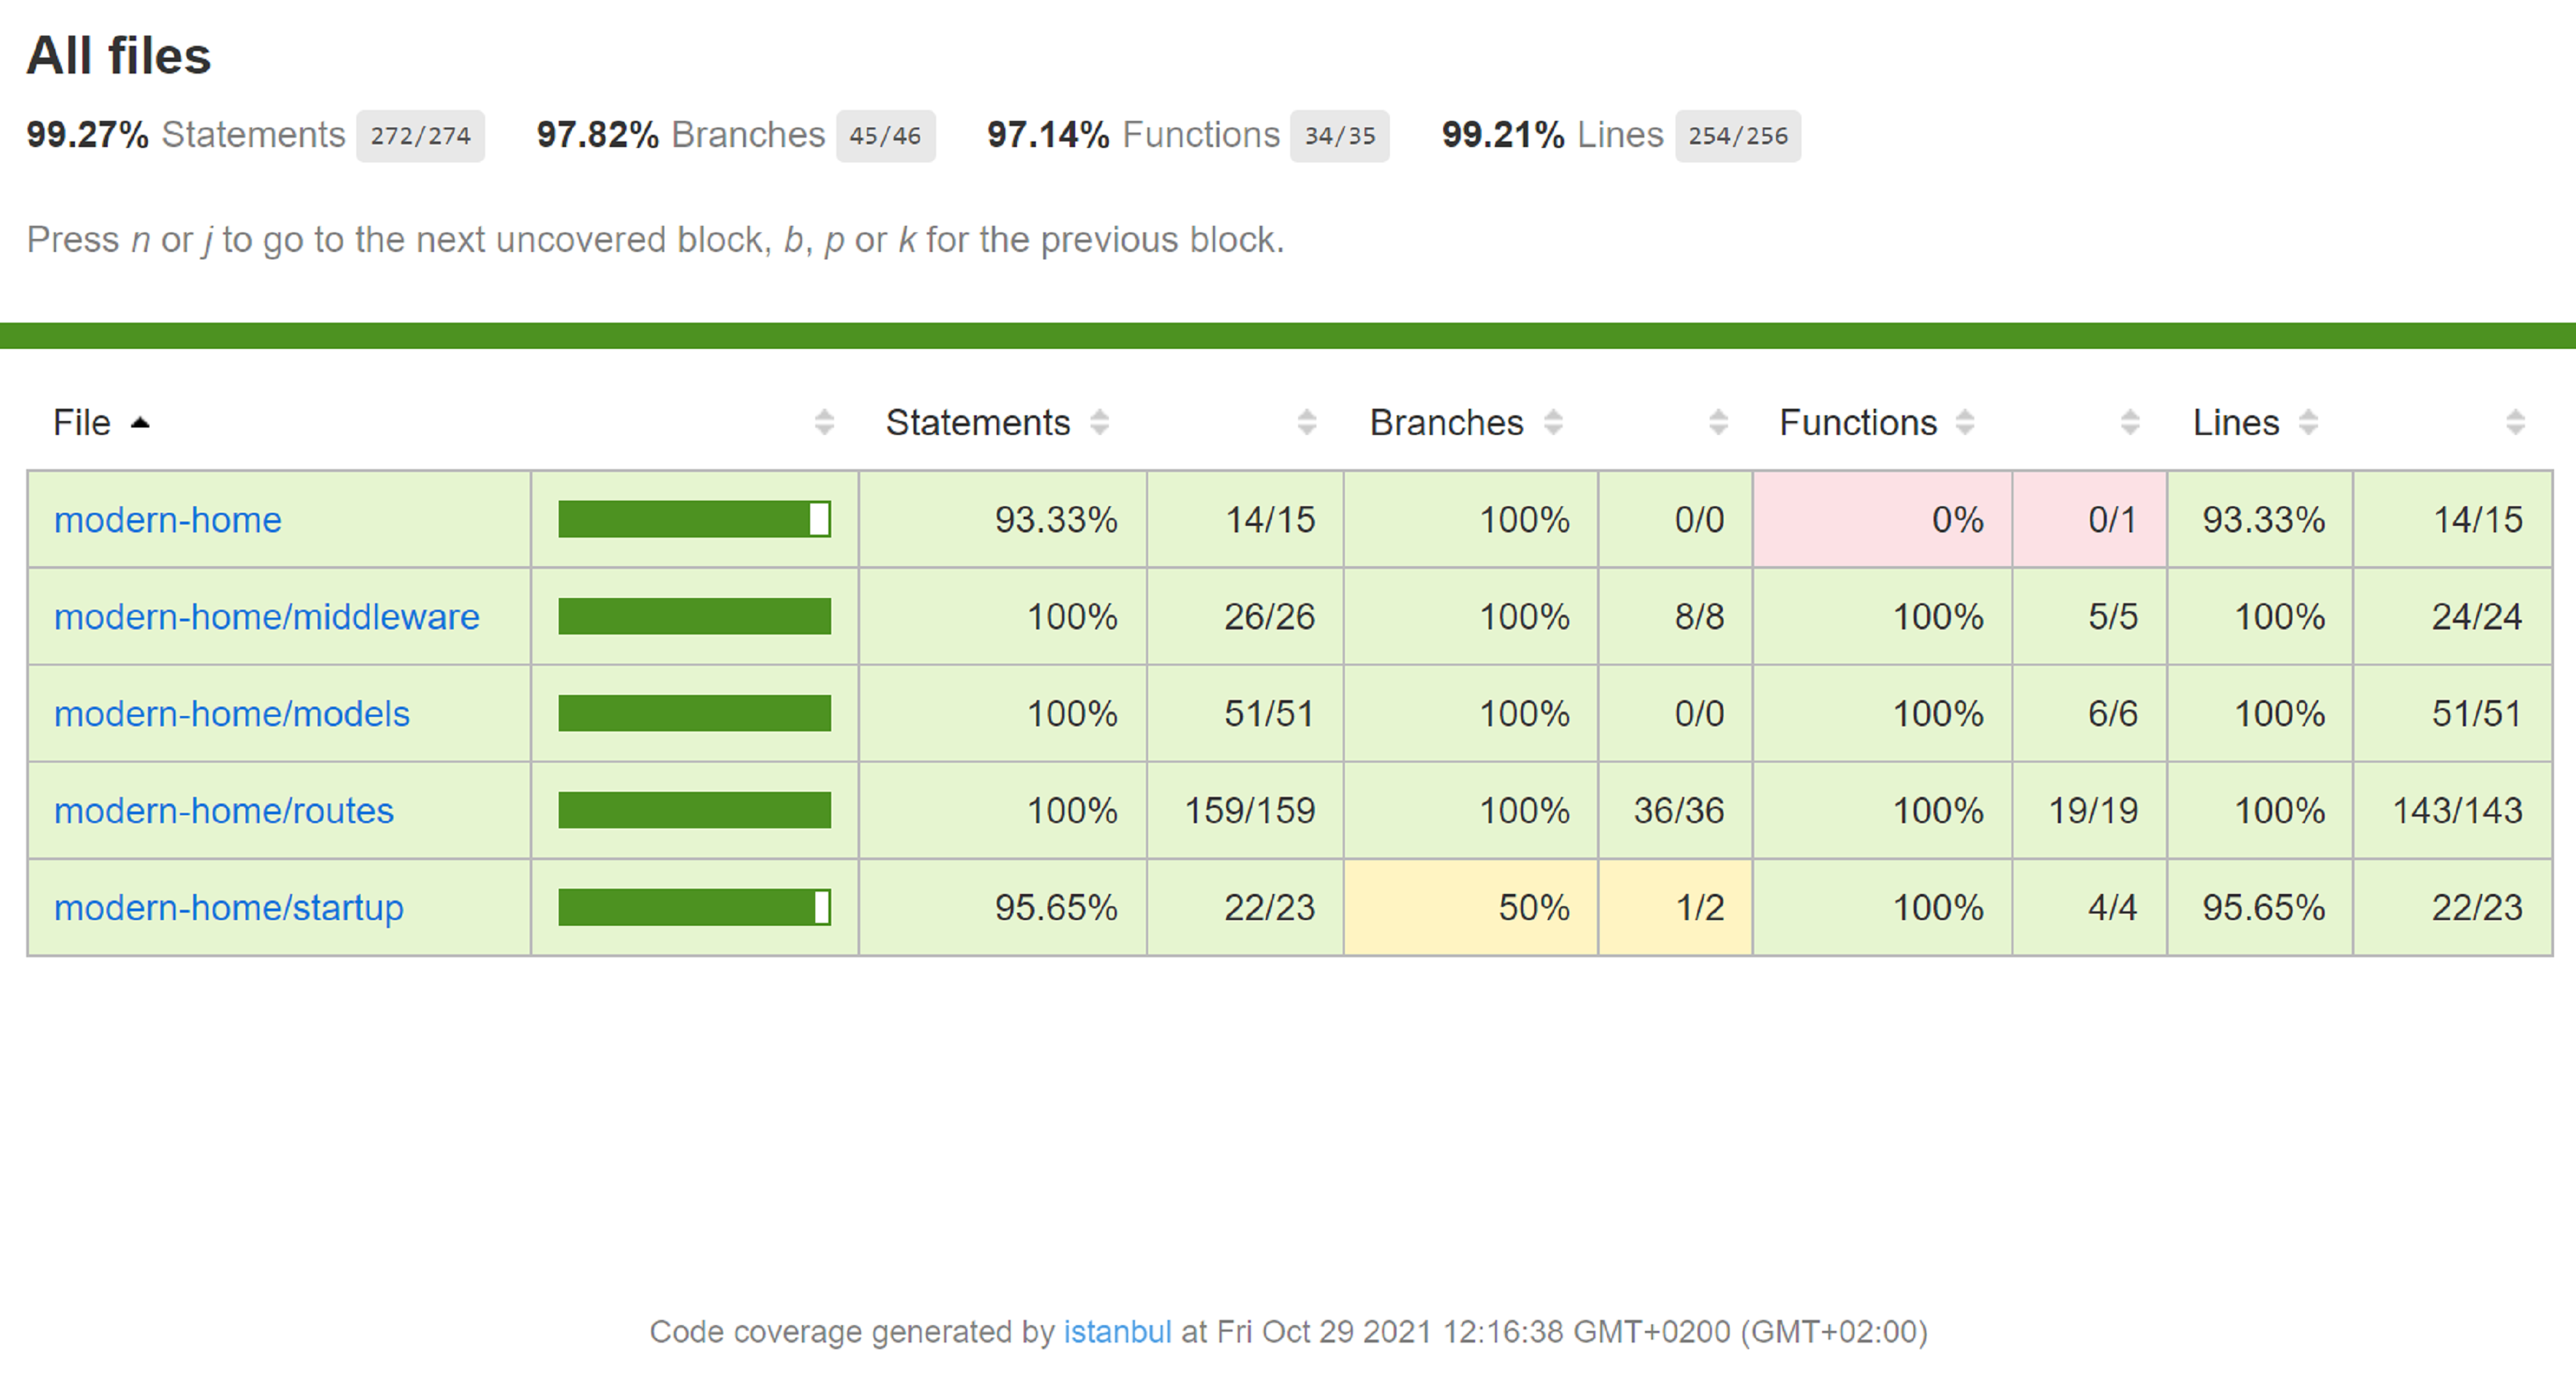 All files
99.27% Statements 272/274 97.82% Branches 45/46 97.14% Functions 34/35 99.21% Lines 254/256
Press n or j to go to the next uncovered block, b, p or k for the previous block.
File Statements Branches Functions Lines
modern-home 93.33% 14/15 100% 0/0 0% 0/1 93.33% 14/15
modern-home/middleware 100% 26/26 100% 8/8 100% 5/5 100% 24/24
modern-home/models 100% 51/51 100% 0/0 100% 6/6 100% 51/51
modern-home/routes 100% 159/159 100% 36/36 100% 19/19 100% 143/143
modern-home/startup 95.65% 22/23 50% 1/2 100% 4/4 95.65% 22/23
Code coverage generated by istanbul at Fri Oct 29 2021 12:16:38 GMT+0200 (GMT+02:00)